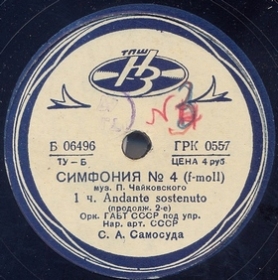 ТПШ
НЗ
Б 06496 ГРК 0557
ТУ-Б ЦЕНА 4 руб
СИМФОНИЯ № 4 (f-moll)
муз. П. Чайковского
1 ч. Andante sostenuto
(продолж. 2-е)
Орк. ГАБТ СССР под упр.
Нар. арт. СССР
С. А. Самосуда